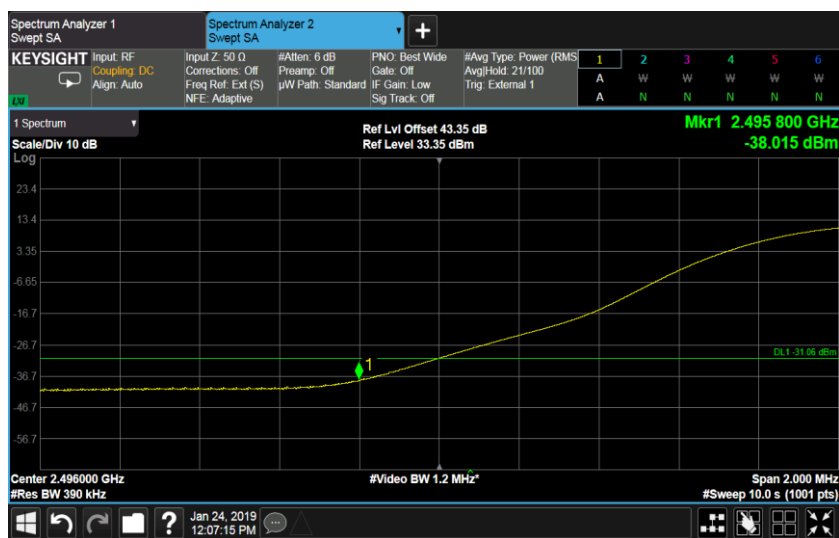 Spectrum Analyzer 1
Swept SA
Spectrum Analyzer 2
Swept SA
KEYSIGHT
LXI
Input: RF
Coupling: DC
Align: Auto
Input Z: 50 Ω
Corrections: Off
Freq Ref: Ext (S)
NFE: Adaptive
#Atten: 6 dB
Preamp: Off
µW Path: Standard
PNO: Best Wide
Gate: Off
IF Gain: Low
Sig Track: Off
#Avg Type: Power (RMS
Avg|Hold: 21/100
Trig: External 1
1 2 3 4 5 6
A W W W W W
A N N N N N
1 Spectrum
Scale/Div 10 dB
Log
Ref Lvl Offset 43.35 dB
Ref Level 33.35 dBm
Mkr1 2.495 800 GHz
-38.015 dBm
23.4
13.4
3.35
-6.65
-16.7
-26.7
-36.7
-46.7
-56.7
1
DL1 -31.06 dBm
Center 2.496000 GHz
#Res BW 390 kHz
#Video BW 1.2 MHz*
Span 2.000 MHz
#Sweep 10.0 s (1001 pts)
?
Jan 24, 2019
12:07:15 PM